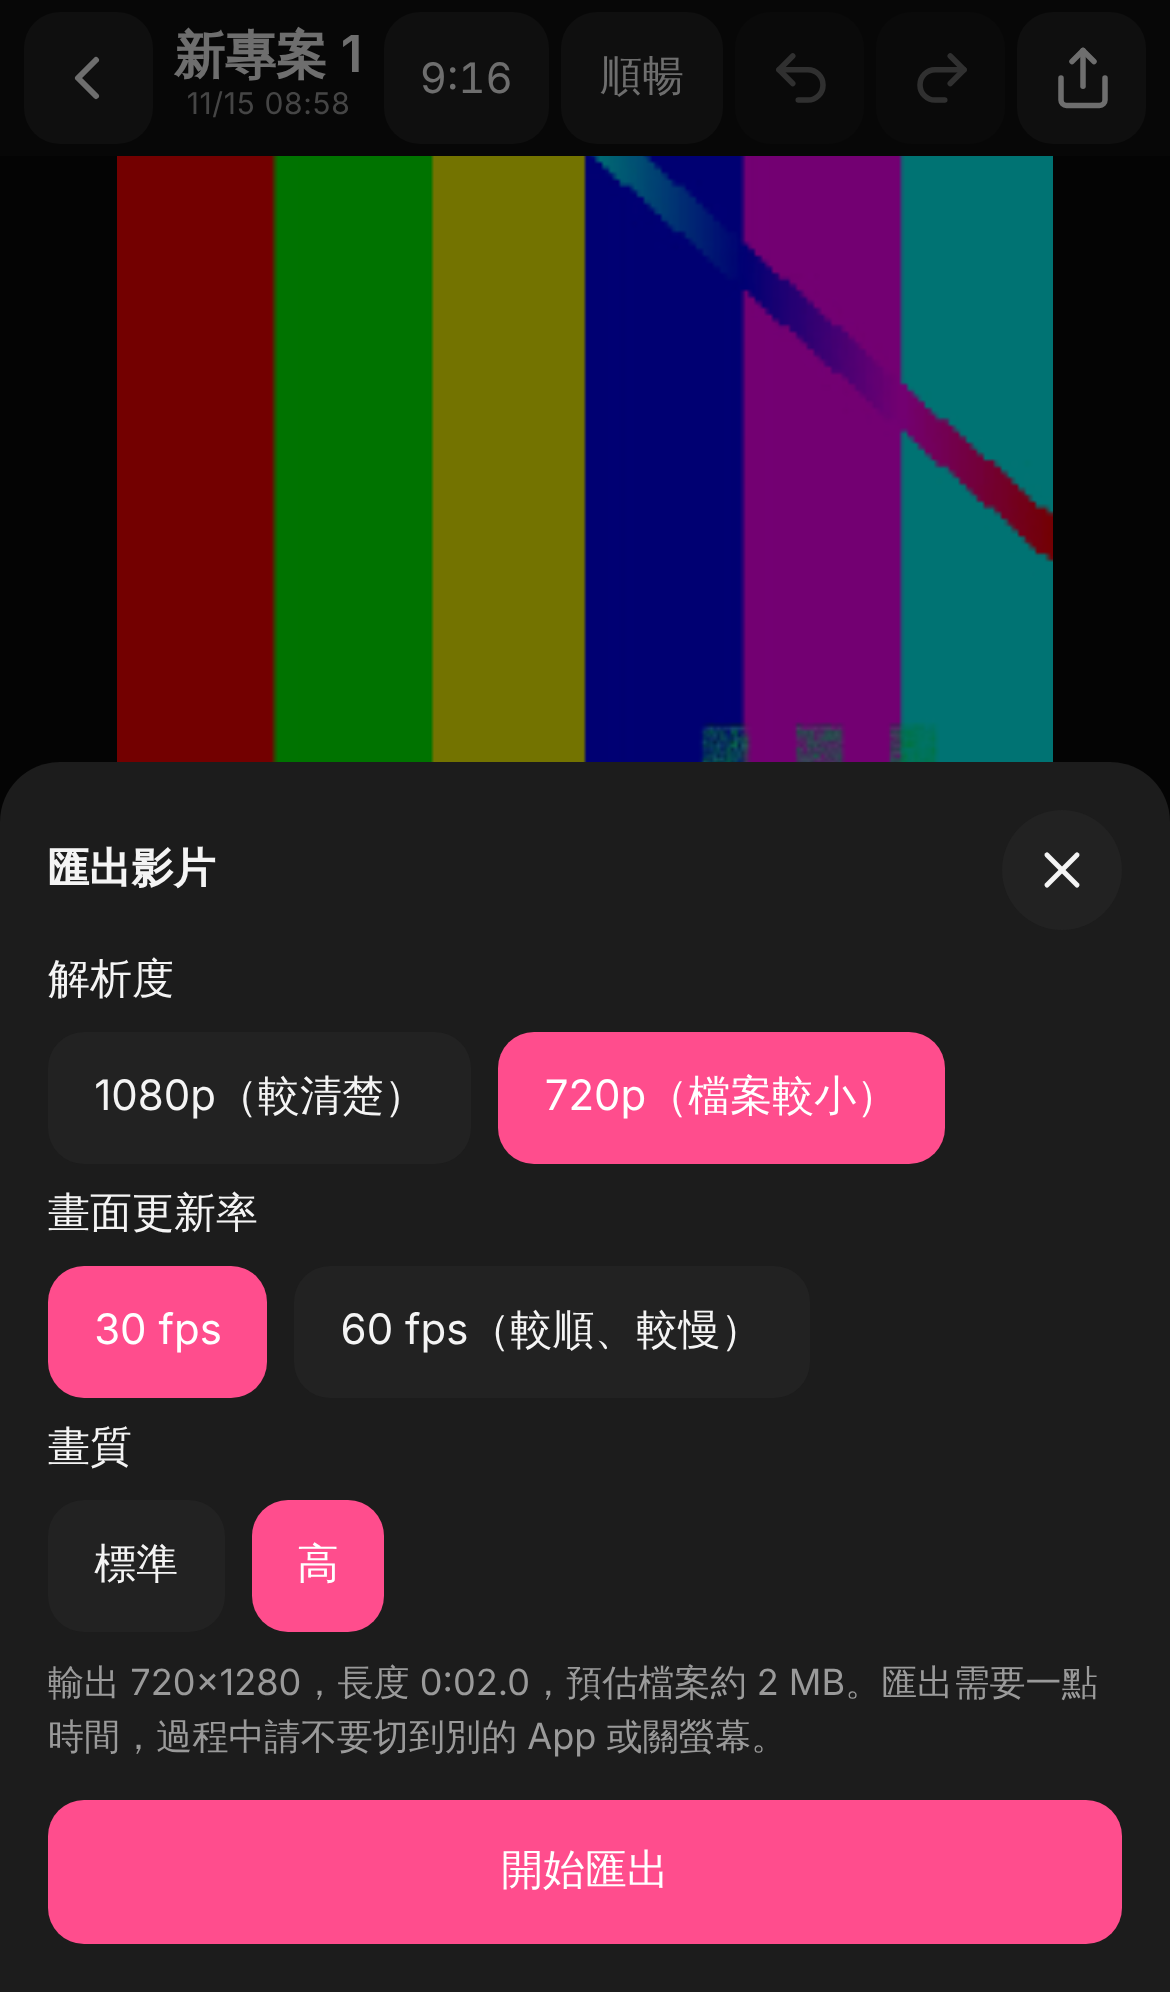 新專案 1
11/15 08:58
9:16
順暢
匯出影片
解析度
1080p（較清楚）
720p（檔案較小）
畫面更新率
30 fps
60 fps（較順、較慢）
畫質
標準
高
輸出 720×1280，長度 0:02.0，預估檔案約 2 MB。匯出需要一點
時間，過程中請不要切到別的 App 或關螢幕。
開始匯出